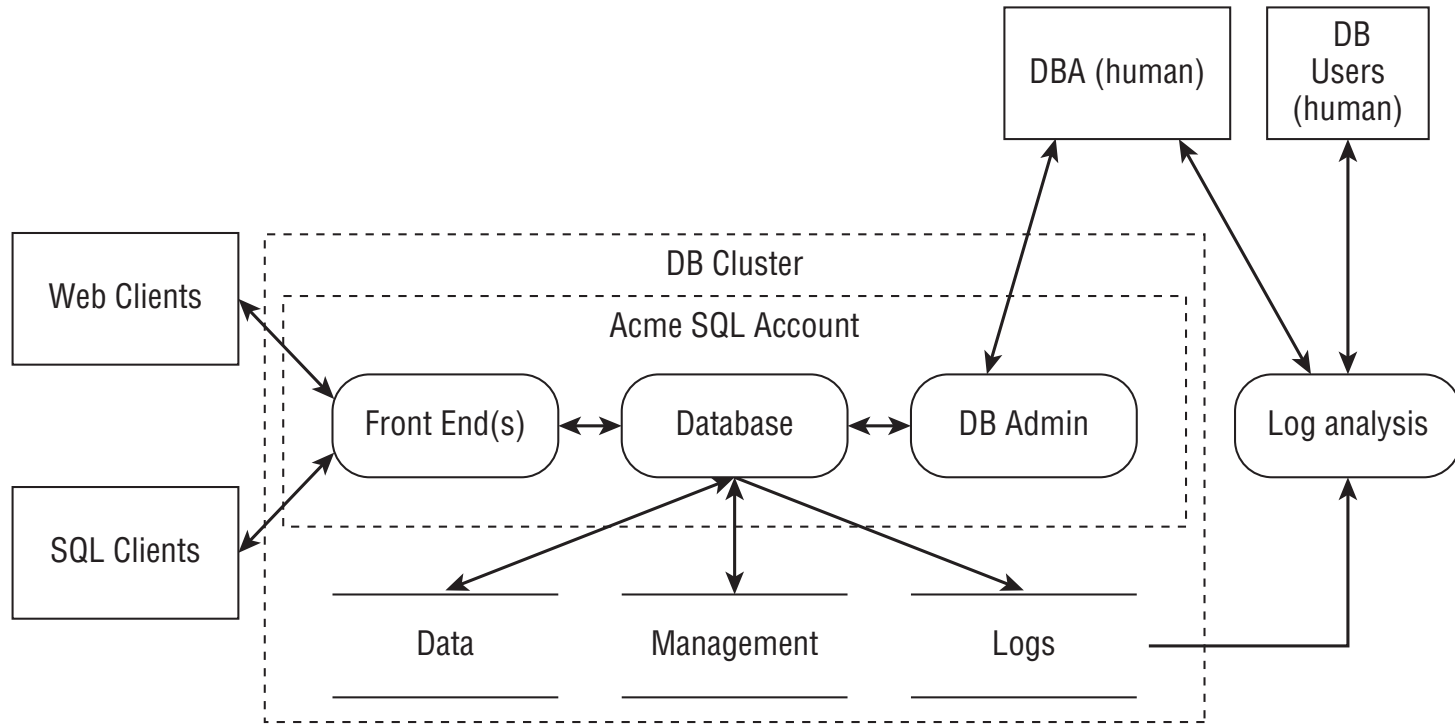 DBA (human)
DB
Users
(human)
DB Cluster
Web Clients
Acme SQL Account
Front End(s)
Database
DB Admin
Log analysis
SQL Clients
Data
Management
Logs